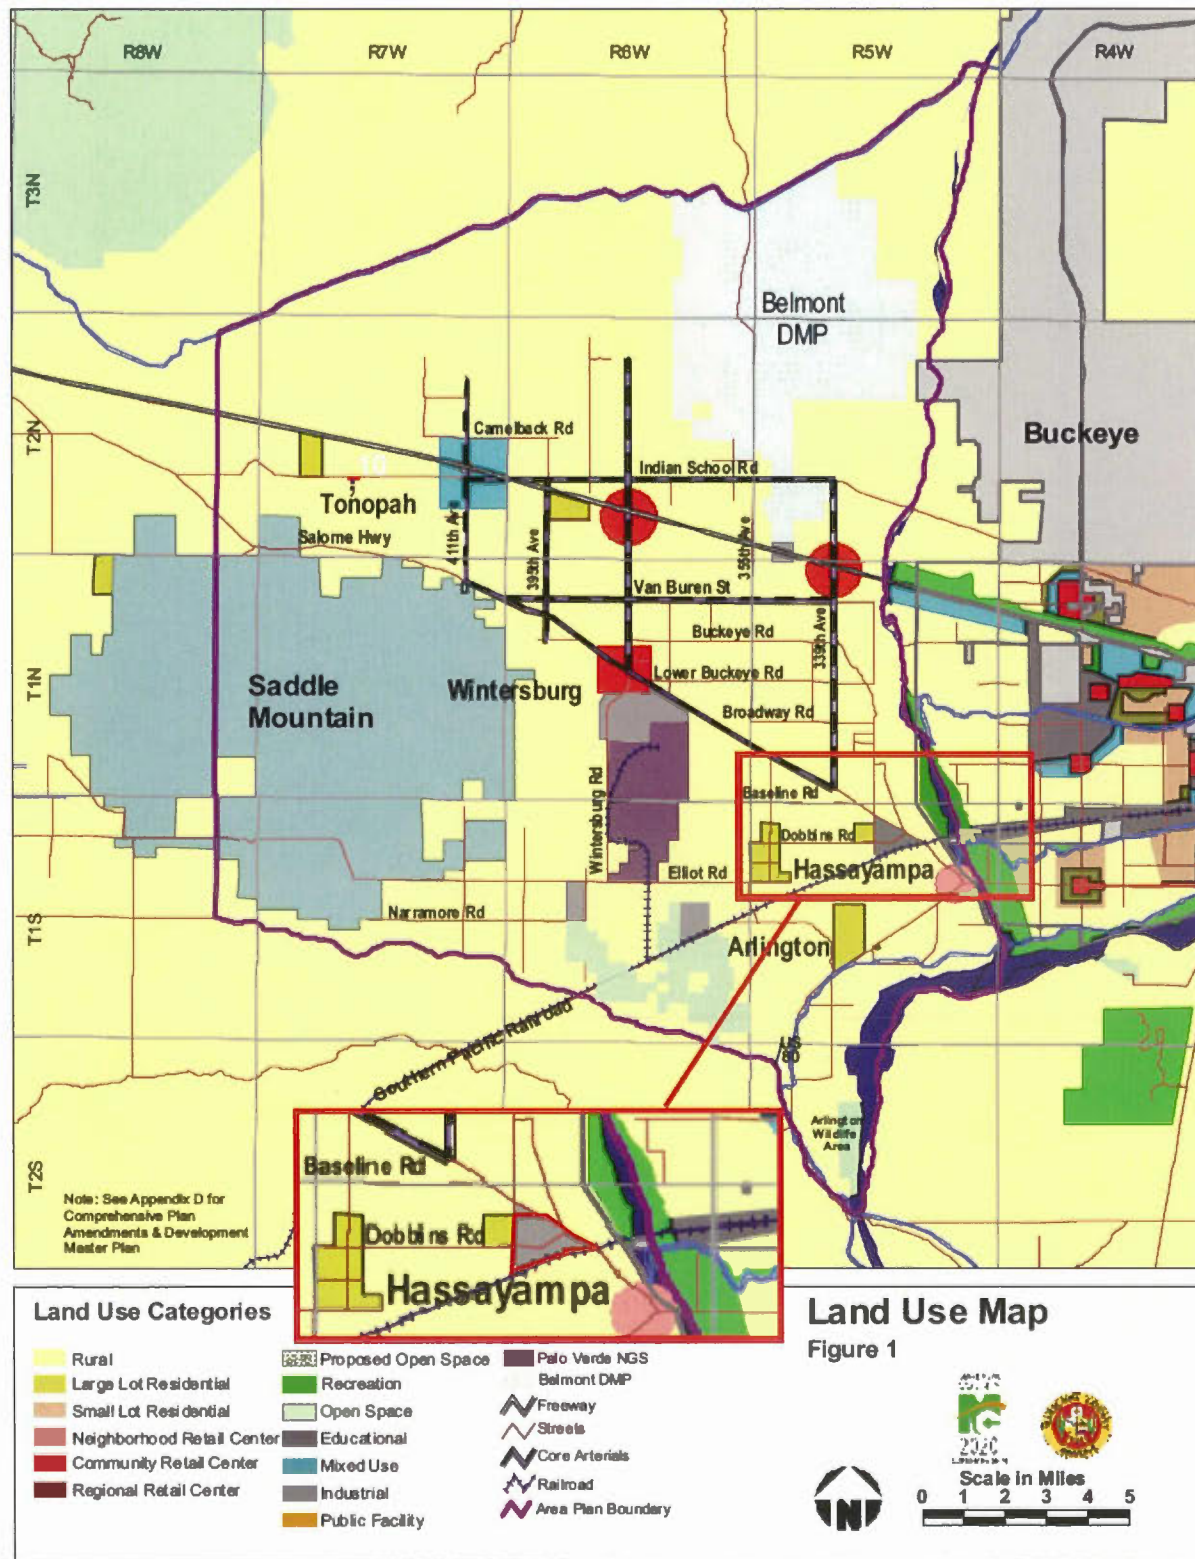 R8W
R7W
R6W
R5W
R4W
T3N
T2N
T1N
T1S
T2S
Belmont
DMP
Buckeye
Camelback Rd
Indian School Rd
10
Tonopah
Salome Hwy
411th Ave
395th Ave
355th Ave
339th Ave
Van Buren St
Buckeye Rd
Lower Buckeye Rd
Broadway Rd
Saddle
Mountain
Wintersburg
Wintersburg Rd
Baseline Rd
Dobbins Rd
Hassayampa
Elliot Rd
Narramore Rd
Arlington
Southern Pacific Railroad
US
80
Arlington
Wildlife
Area
Baseline Rd
Dobbins Rd
Hassayampa
Note: See Appendix D for
Comprehensive Plan
Amendments & Development
Master Plan
Land Use Categories
Rural
Large Lot Residential
Small Lot Residential
Neighborhood Retail Center
Community Retail Center
Regional Retail Center
Proposed Open Space
Recreation
Open Space
Educational
Mixed Use
Industrial
Public Facility
Palo Verde NGS
Belmont DMP
Freeway
Streets
Core Arterials
Railroad
Area Plan Boundary
Land Use Map
Figure 1
2020
N
Scale in Miles
0 1 2 3 4 5